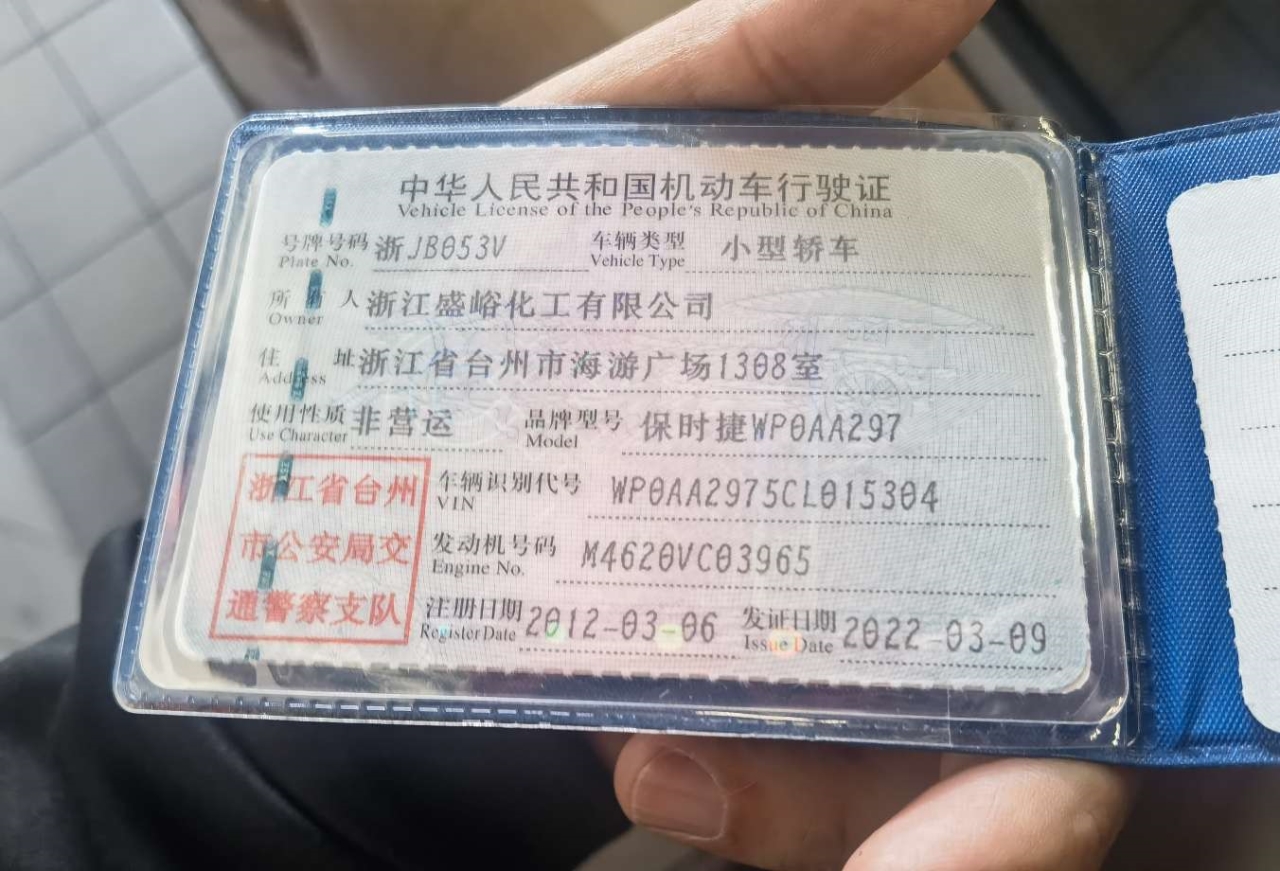 中华人民共和国机动车行驶证
Vehicle License of the People's Republic of China
号牌号码 浙JB053V 车辆类型 小型轿车
Plate No. Vehicle Type
所有人 浙江盛峪化工有限公司
Owner
住址 浙江省台州市海游广场1308室
Address
使用性质 非营运 品牌型号 保时捷WP0AA297
Use Character Model
浙江省台州
市公安局交
通警察支队
车辆识别代号 WP0AA2975CL015304
VIN
发动机号码 M4620VC03965
Engine No.
注册日期 2012-03-06 发证日期 2022-03-09
Register Date Issue Date